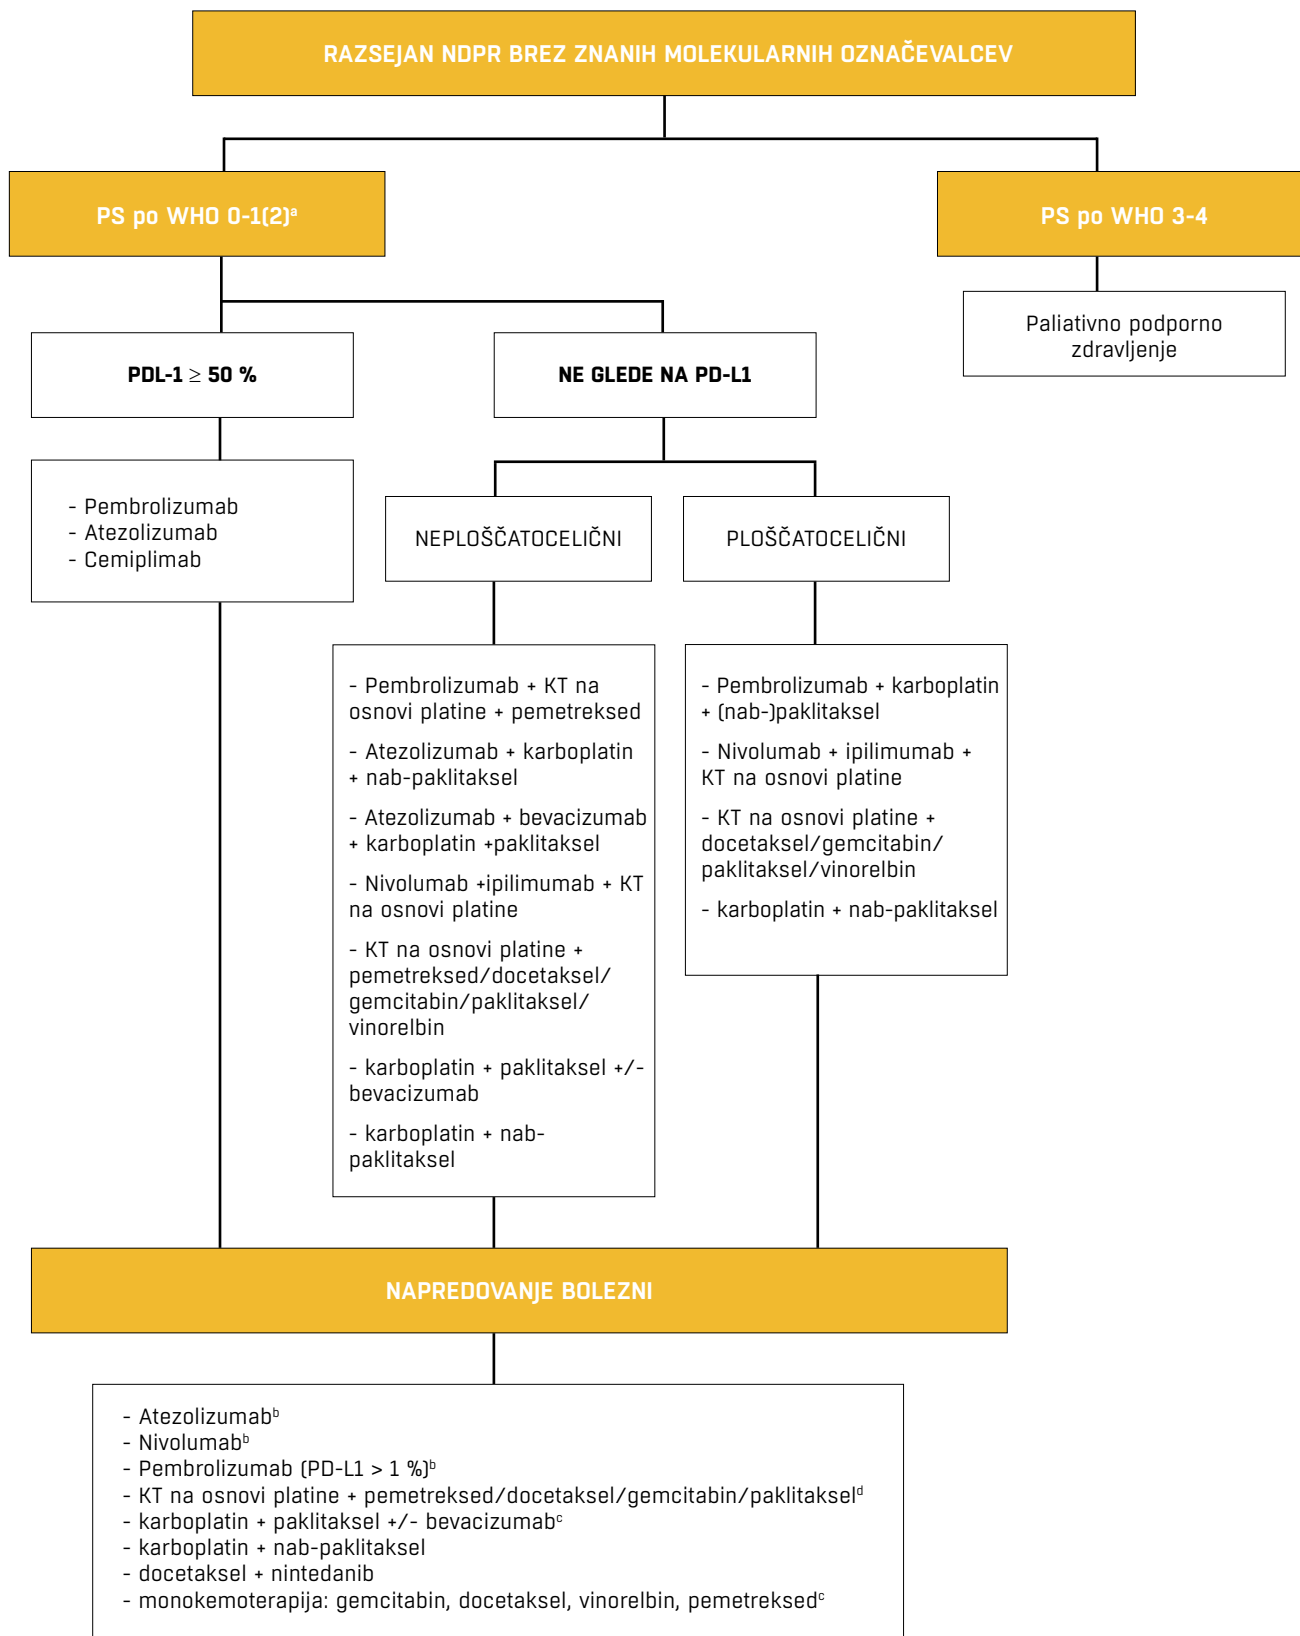 RAZSEJAN NDPR BREZ ZNANIH MOLEKULARNIH OZNAČEVALCEV
PS po WHO 0-1(2)ᵃ
PS po WHO 3-4
Paliativno podporno
zdravljenje
PDL-1 ≥ 50 %
NE GLEDE NA PD-L1
- Pembrolizumab
- Atezolizumab
- Cemiplimab
NEPLOŠČATOCELIČNI
PLOŠČATOCELIČNI
- Pembrolizumab + KT na
osnovi platine + pemetreksed
- Atezolizumab + karboplatin
+ nab-paklitaksel
- Atezolizumab + bevacizumab
+ karboplatin +paklitaksel
- Nivolumab +ipilimumab + KT
na osnovi platine
- KT na osnovi platine +
pemetreksed/docetaksel/
gemcitabin/paklitaksel/
vinorelbin
- karboplatin + paklitaksel +/-
bevacizumab
- karboplatin + nab-
paklitaksel
- Pembrolizumab + karboplatin
+ (nab-)paklitaksel
- Nivolumab + ipilimumab +
KT na osnovi platine
- KT na osnovi platine +
docetaksel/gemcitabin/
paklitaksel/vinorelbin
- karboplatin + nab-paklitaksel
NAPREDOVANJE BOLEZNI
- Atezolizumabᵇ
- Nivolumabᵇ
- Pembrolizumab (PD-L1 > 1 %)ᵇ
- KT na osnovi platine + pemetreksed/docetaksel/gemcitabin/paklitakselᵈ
- karboplatin + paklitaksel +/- bevacizumabᶜ
- karboplatin + nab-paklitaksel
- docetaksel + nintedanib
- monokemoterapija: gemcitabin, docetaksel, vinorelbin, pemetreksedᶜ